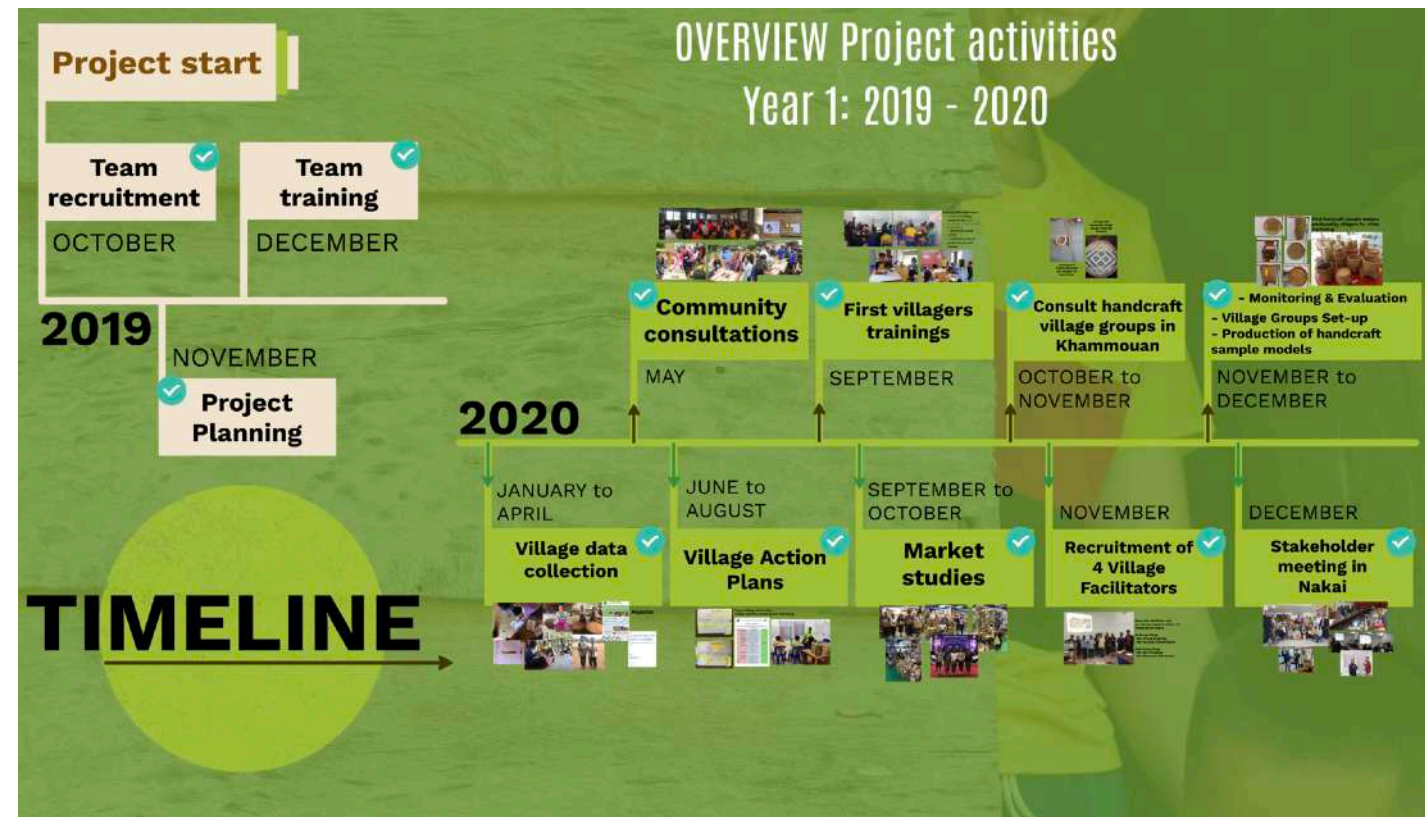 OVERVIEW Project activities
Year 1: 2019 - 2020
Project start
Team
recruitment
OCTOBER
Team
training
DECEMBER
2019
NOVEMBER
Project
Planning
2020
Community
consultations
MAY
First villagers
trainings
SEPTEMBER
Consult handcraft
village groups in
Khammouan
OCTOBER to
NOVEMBER
- Monitoring & Evaluation
- Village Groups Set-up
- Production of handcraft
sample models
NOVEMBER to
DECEMBER
JANUARY to
APRIL
Village data
collection
JUNE to
AUGUST
Village Action
Plans
SEPTEMBER to
OCTOBER
Market
studies
NOVEMBER
Recruitment of
4 Village
Facilitators
DECEMBER
Stakeholder
meeting in
Nakai
TIMELINE